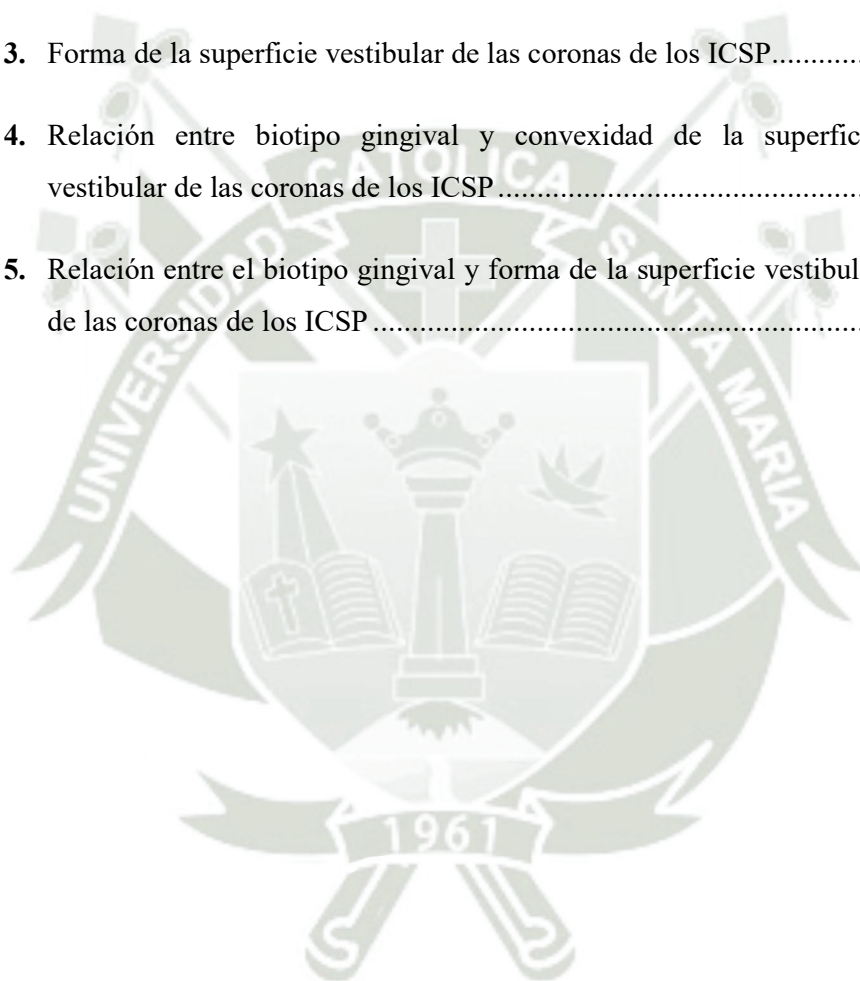 3. Forma de la superficie vestibular de las coronas de los ICSP............
4. Relación entre biotipo gingival y convexidad de la
vestibular de las coronas de los ICSP................................................
5. Relación entre el biotipo gingival y forma de la superficie
de las coronas de los ICSP................................................................
UNIVERSIDAD CATOLICA SANTA MARIA
1961